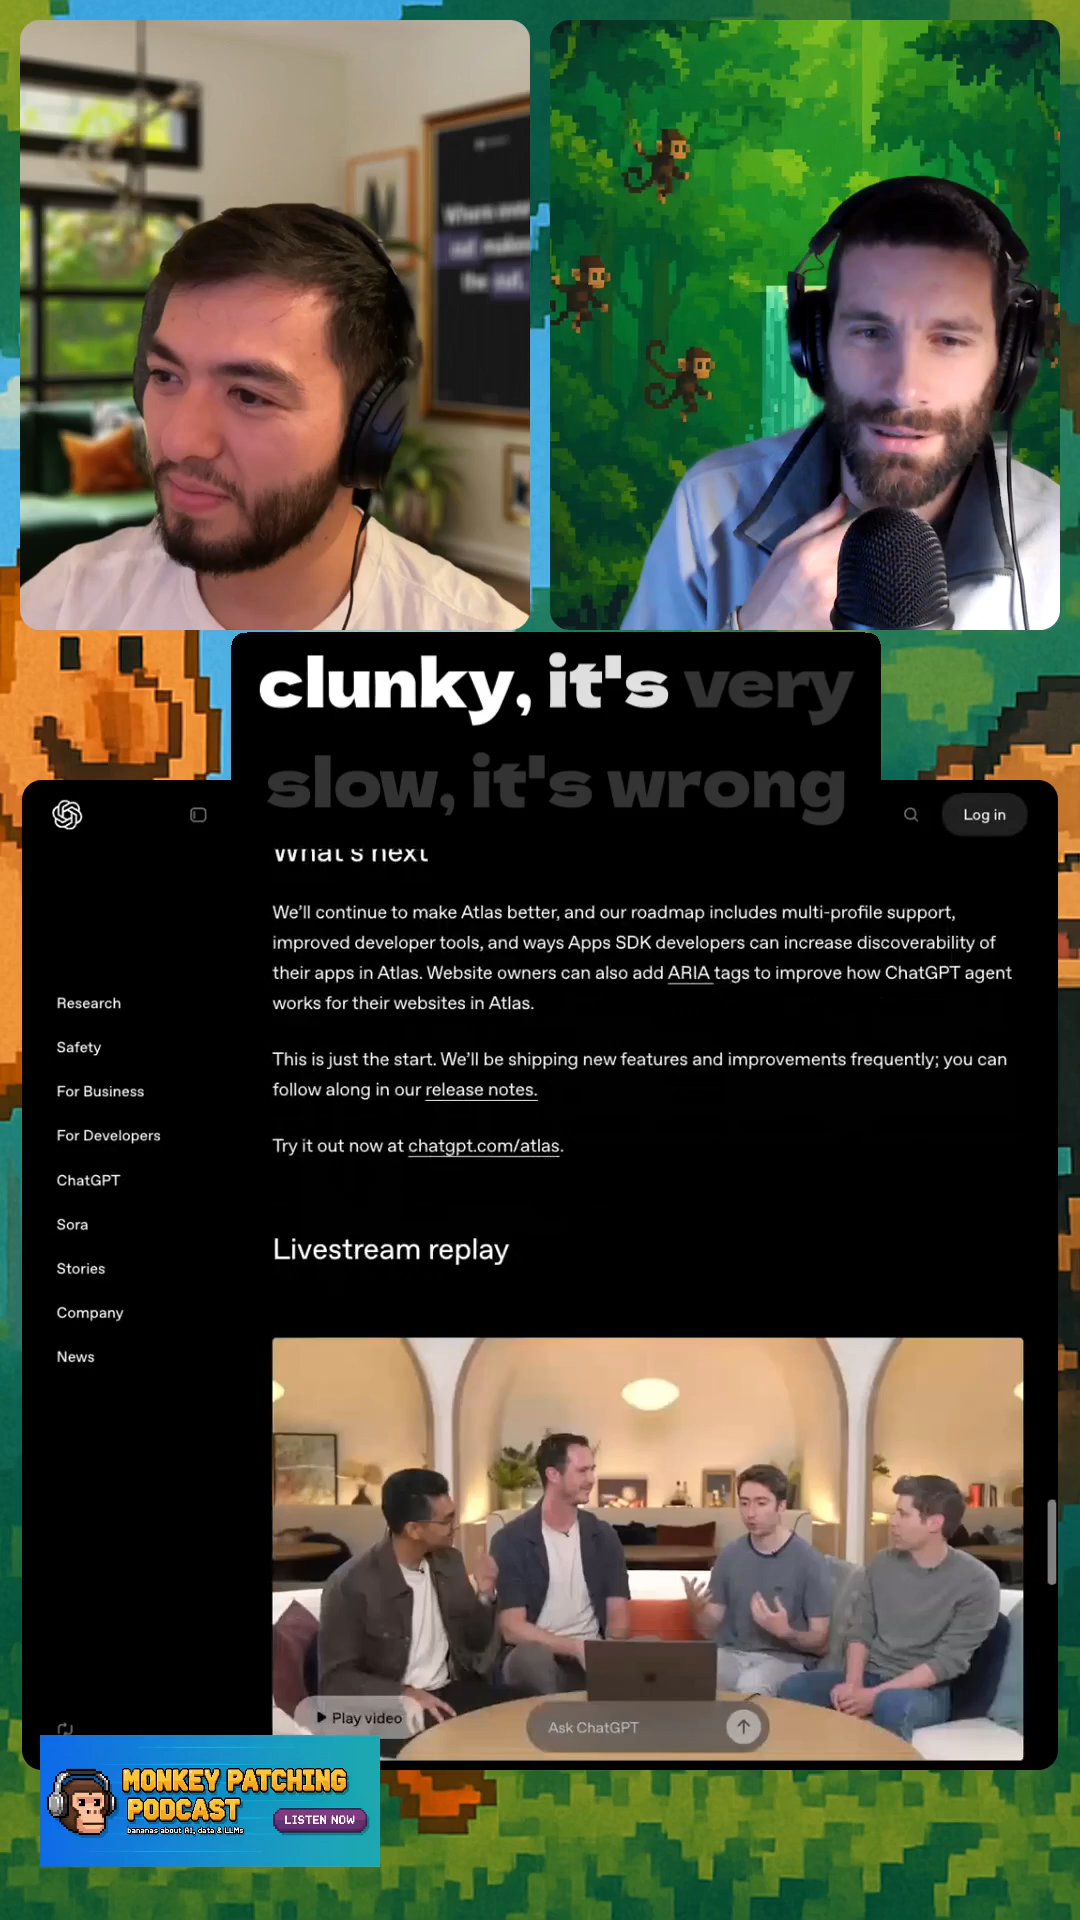 Where
out makes
the out.
clunky, it's very
slow, it's wrong
Log in
What's next
We'll continue to make Atlas better, and our roadmap includes multi-profile support,
improved developer tools, and ways Apps SDK developers can increase discoverability of
their apps in Atlas. Website owners can also add ARIA tags to improve how ChatGPT agent
works for their websites in Atlas.
This is just the start. We'll be shipping new features and improvements frequently; you can
follow along in our release notes.
Try it out now at chatgpt.com/atlas.
Research
Safety
For Business
For Developers
ChatGPT
Sora
Stories
Company
News
Livestream replay
Play video
Ask ChatGPT
MONKEY PATCHING
PODCAST
LISTEN NOW
bananas about AI, data & LLMs